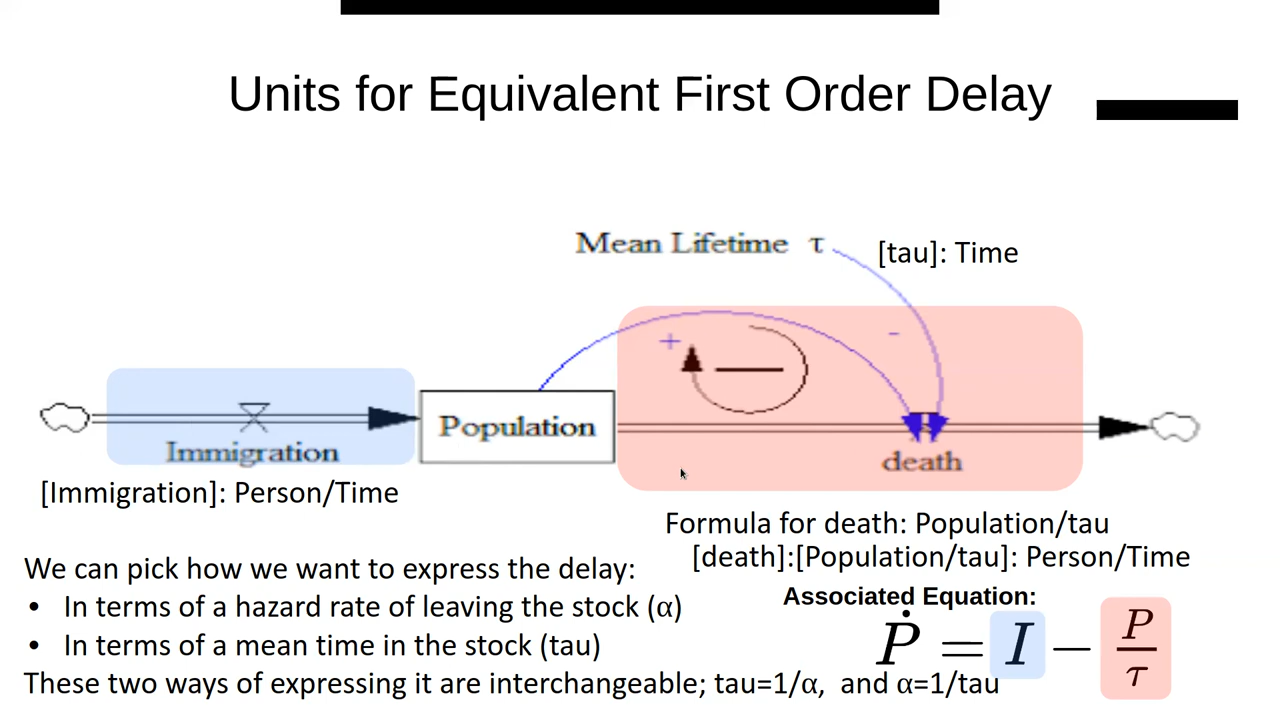 Units for Equivalent First Order Delay
Mean Lifetime τ
[tau]: Time
+
-
Immigration
Population
death
[Immigration]: Person/Time
Formula for death: Population/tau
[death]:[Population/tau]: Person/Time
We can pick how we want to express the delay:
• In terms of a hazard rate of leaving the stock (α)
• In terms of a mean time in the stock (tau)
These two ways of expressing it are interchangeable; tau=1/α, and α=1/tau
Associated Equation:
Ṗ = I − P/τ